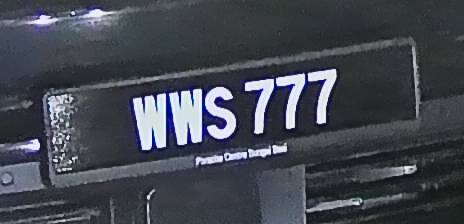 WWS 777
Porsche Centre Sungai Besi